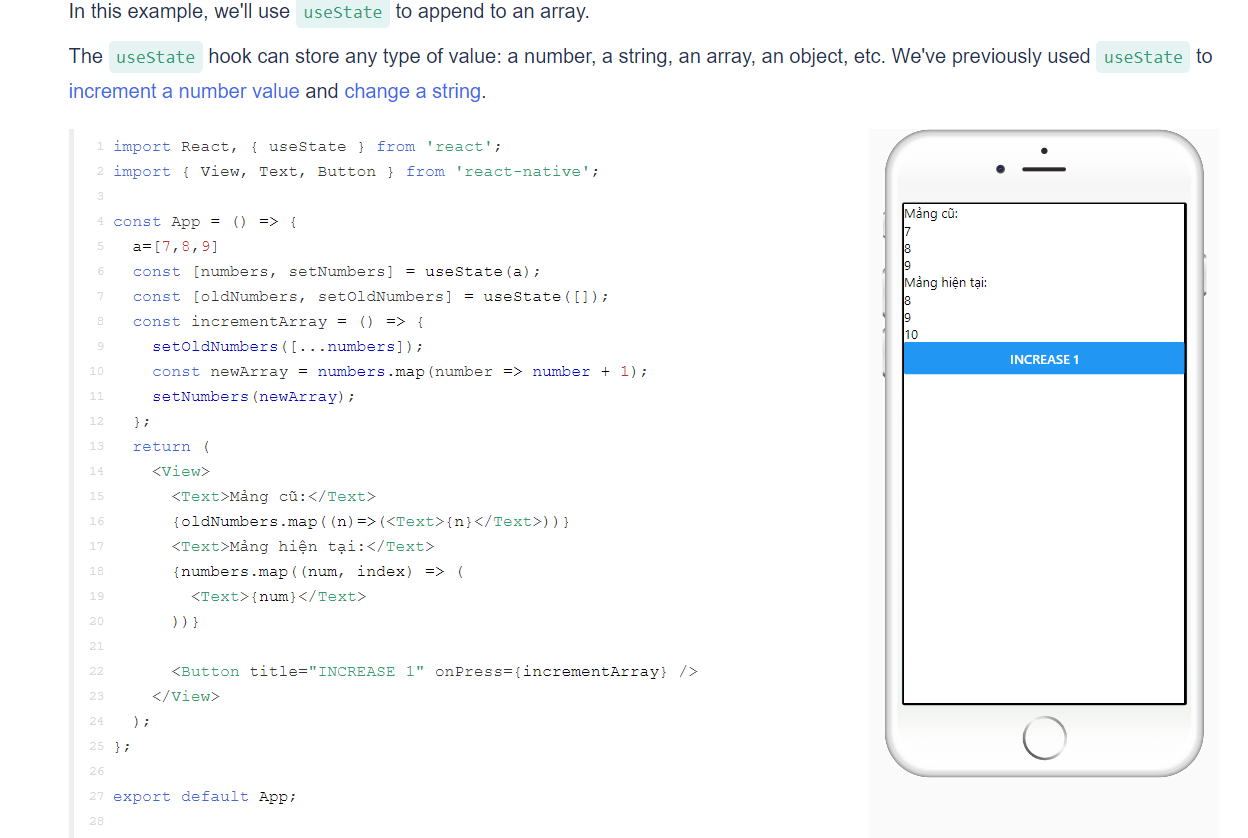 In this example, we'll use useState to append to an array.
The useState hook can store any type of value: a number, a string, an array, an object, etc. We've previously used useState to
increment a number value and change a string.
1 import React, { useState } from 'react';
2 import { View, Text, Button } from 'react-native';
3
4 const App = () => {
5   a=[7,8,9]
6   const [numbers, setNumbers] = useState(a);
7   const [oldNumbers, setOldNumbers] = useState([]);
8   const incrementArray = () => {
9     setOldNumbers([...numbers]);
10     const newArray = numbers.map(number => number + 1);
11     setNumbers(newArray);
12   };
13   return (
14     <View>
15       <Text>Mảng cũ:</Text>
16       {oldNumbers.map((n)=>(<Text>{n}</Text>))}
17       <Text>Mảng hiện tại:</Text>
18       {numbers.map((num, index) => (
19         <Text>{num}</Text>
20       ))}
21
22       <Button title="INCREASE 1" onPress={incrementArray} />
23     </View>
24   );
25 };
26
27 export default App;
28
Mảng cũ:
7
8
9
Mảng hiện tại:
8
9
10
INCREASE 1